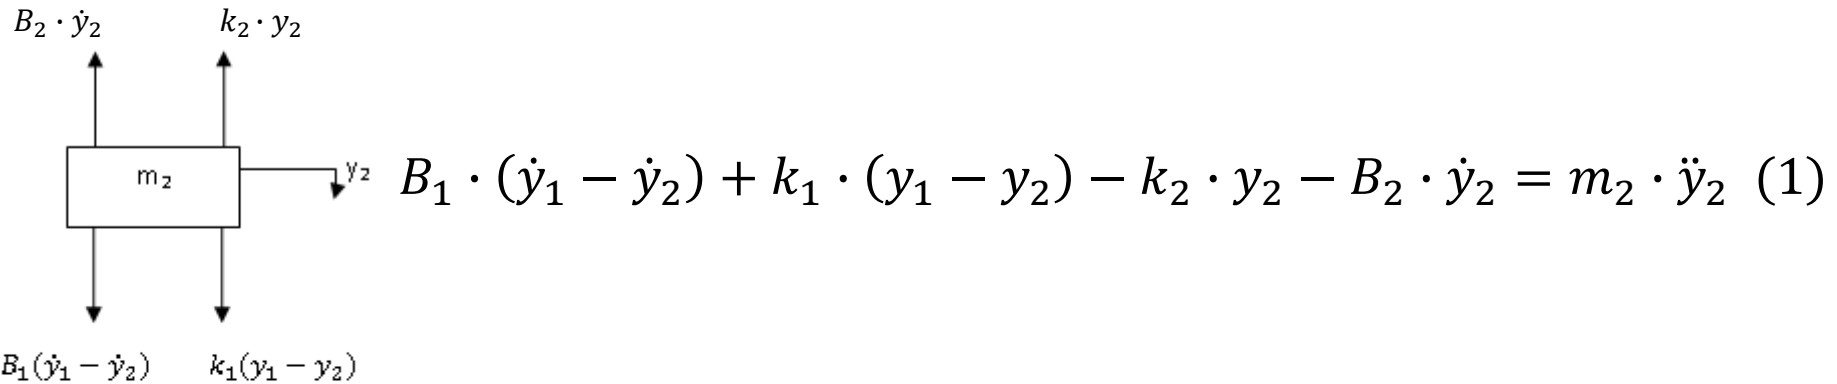 B₂ · ẏ₂ k₂ · y₂
m₂ y₂
B₁ · (ẏ₁ − ẏ₂) + k₁ · (y₁ − y₂) − k₂ · y₂ − B₂ · ẏ₂ = m₂ · ÿ₂ (1)
B₁(ẏ₁ − ẏ₂) k₁(y₁ − y₂)